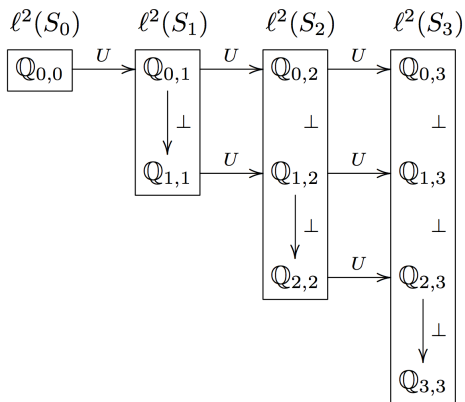 ℓ²(S₀) ℓ²(S₁) ℓ²(S₂) ℓ²(S₃)
U U U
ℚ₀,₀ ℚ₀,₁ ℚ₀,₂ ℚ₀,₃
⊥ ⊥ ⊥
U U
ℚ₁,₁ ℚ₁,₂ ℚ₁,₃
⊥ ⊥
U
ℚ₂,₂ ℚ₂,₃
⊥
ℚ₃,₃